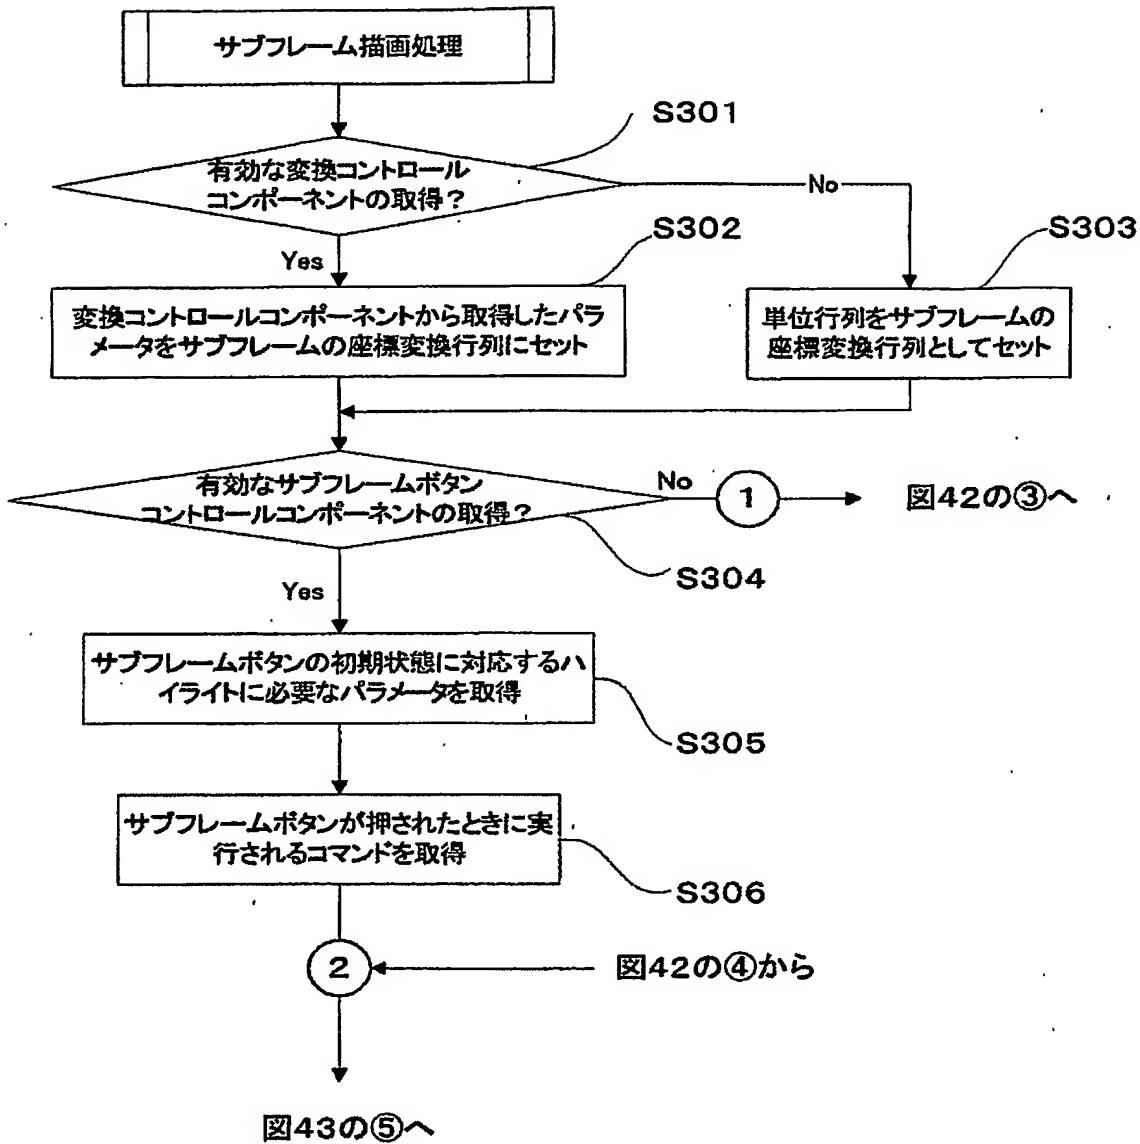 サブフレーム描画処理
S301
有効な変換コントロール
コンポーネントの取得？
No
S302
S303
Yes
変換コントロールコンポーネントから取得したパラ
メータをサブフレームの座標変換行列にセット
単位行列をサブフレームの
座標変換行列としてセット
有効なサブフレームボタン
コントロールコンポーネントの取得？
No
1
図42の③へ
S304
Yes
サブフレームボタンの初期状態に対応するハ
イライトに必要なパラメータを取得
S305
サブフレームボタンが押されたときに実
行されるコマンドを取得
S306
2
図42の④から
図43の⑤へ